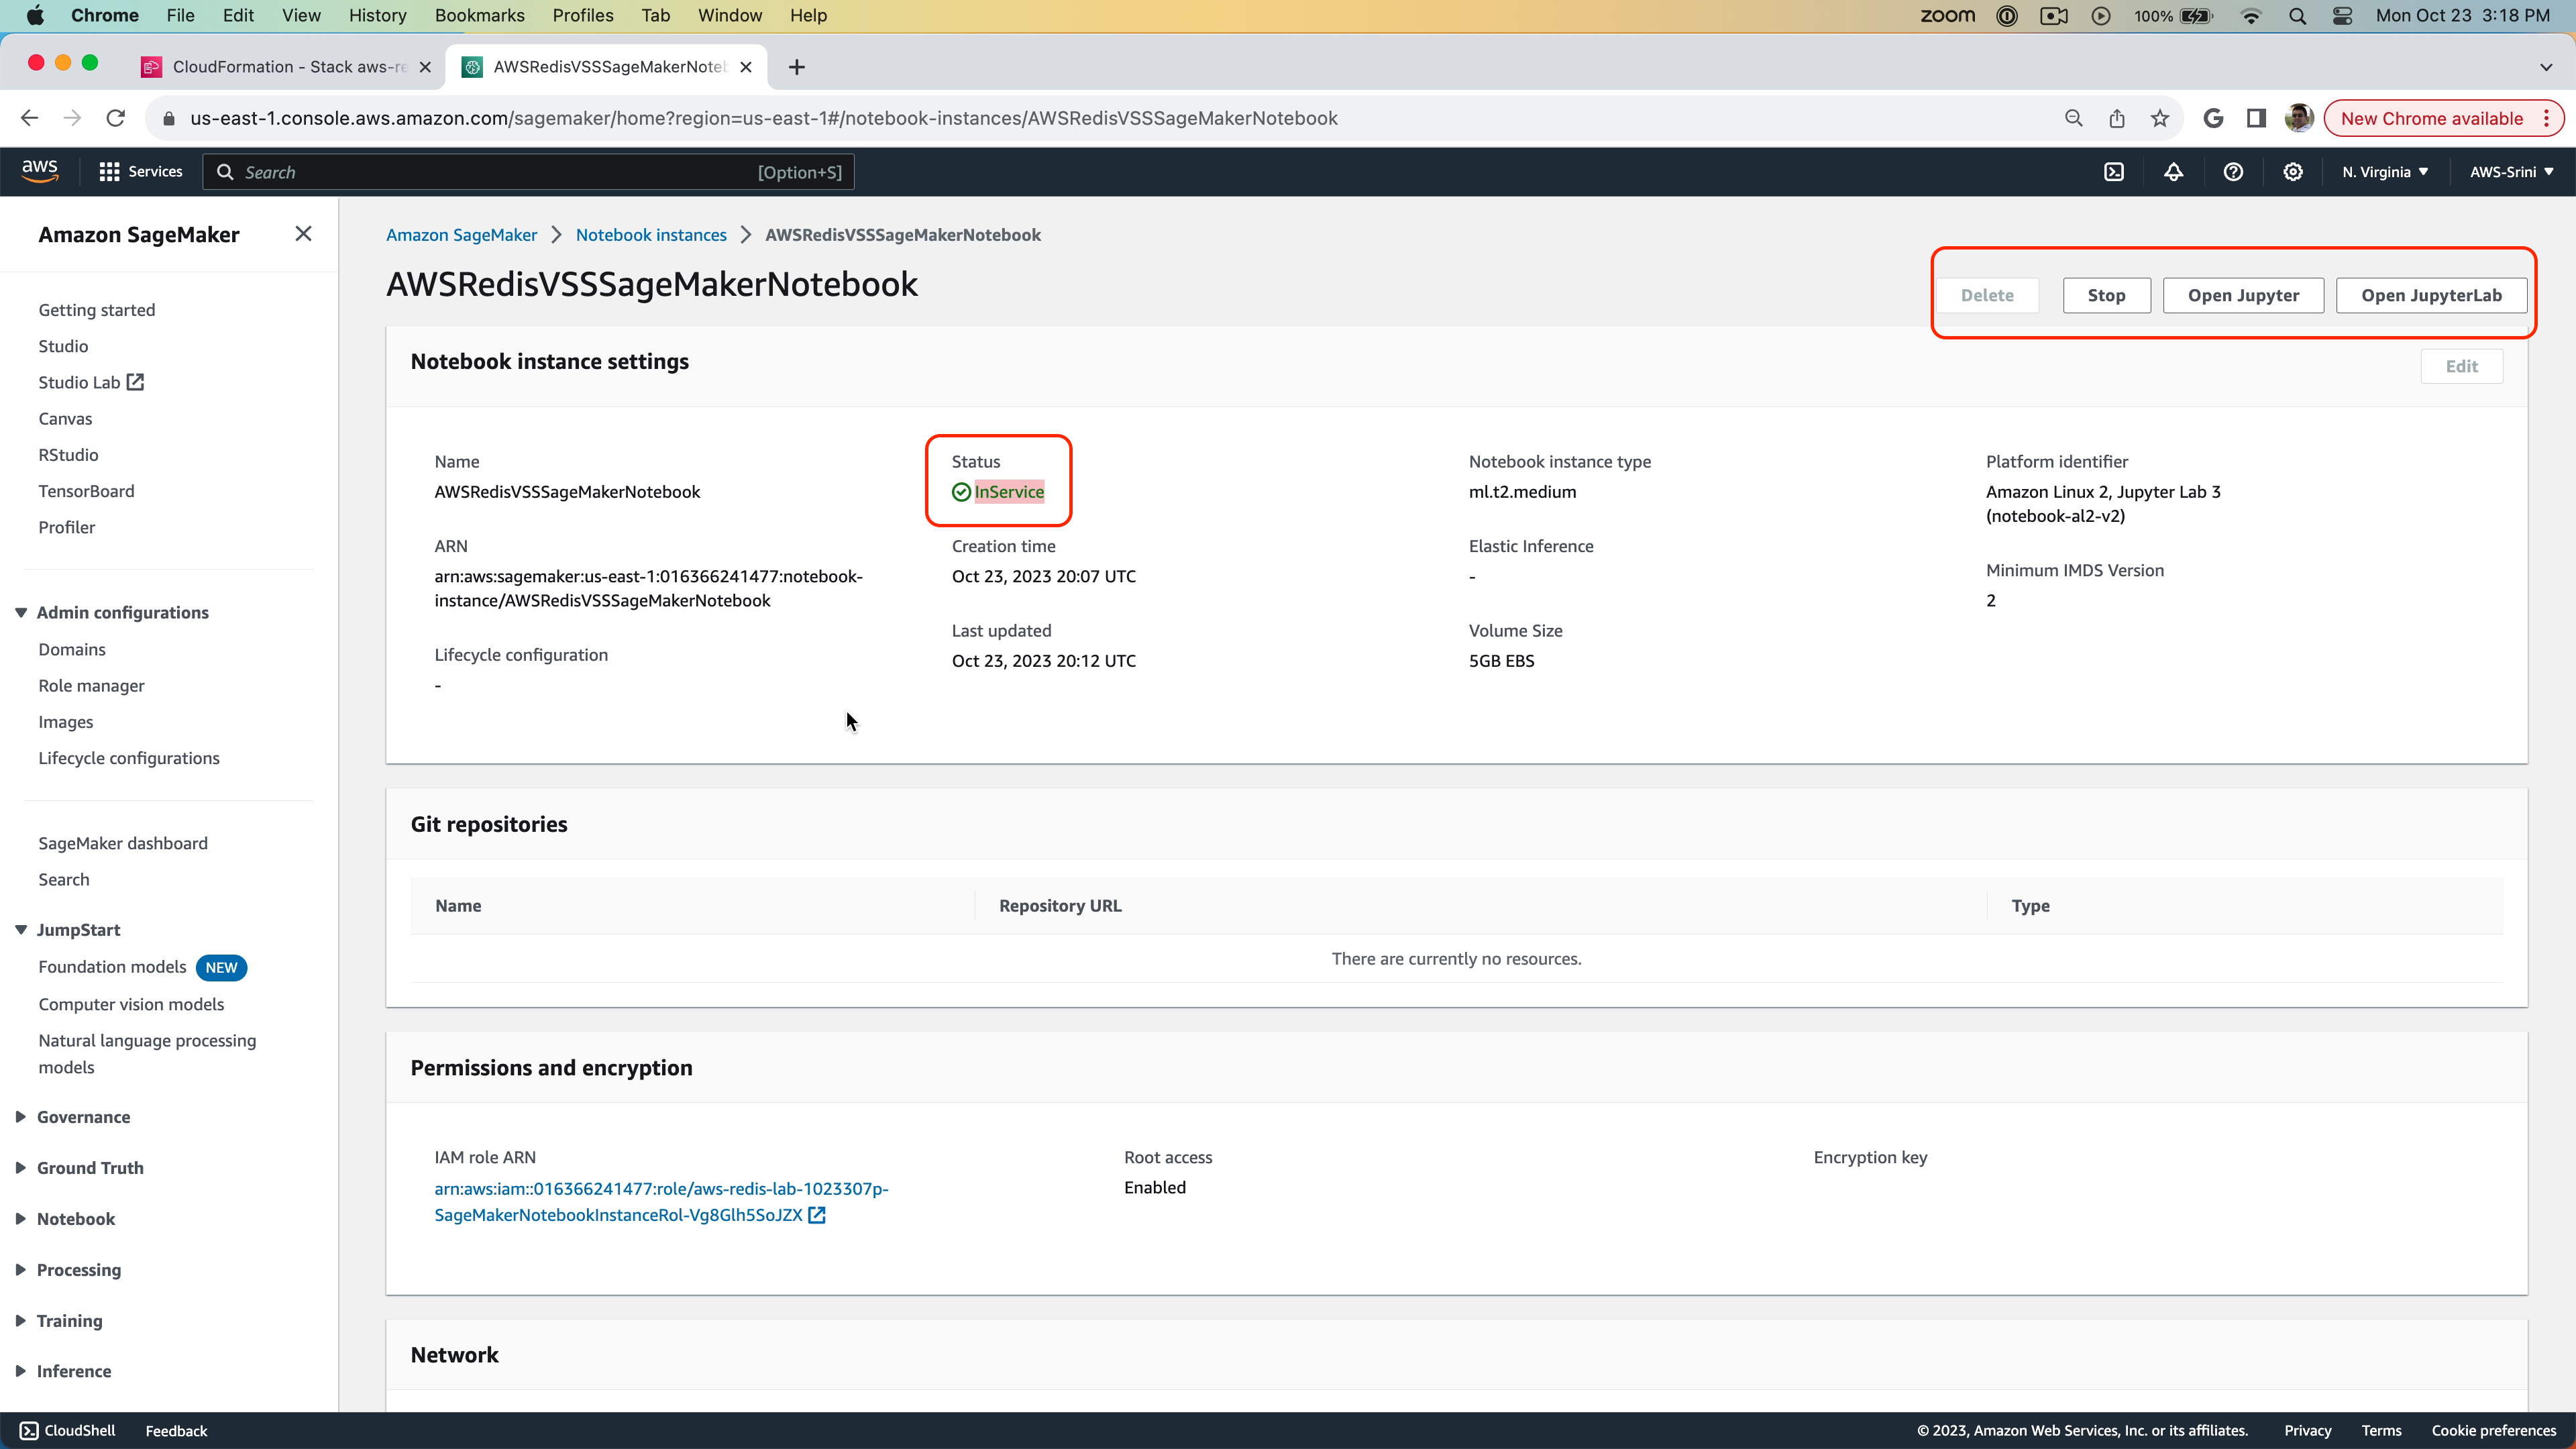 Chrome File Edit View History Bookmarks Profiles Tab Window Help zoom 100% Mon Oct 23 3:18 PM
CloudFormation - Stack aws-re AWSRedisVSSSageMakerNoteb
us-east-1.console.aws.amazon.com/sagemaker/home?region=us-east-1#/notebook-instances/AWSRedisVSSSageMakerNotebook New Chrome available
aws Services Search [Option+S] N. Virginia AWS-Srini
Amazon SageMaker
Getting started
Studio
Studio Lab
Canvas
RStudio
TensorBoard
Profiler
Admin configurations
Domains
Role manager
Images
Lifecycle configurations
SageMaker dashboard
Search
JumpStart
Foundation models NEW
Computer vision models
Natural language processing
models
Governance
Ground Truth
Notebook
Processing
Training
Inference
Amazon SageMaker > Notebook instances > AWSRedisVSSSageMakerNotebook
AWSRedisVSSSageMakerNotebook
Delete Stop Open Jupyter Open JupyterLab
Notebook instance settings
Edit
Name
AWSRedisVSSSageMakerNotebook
ARN
arn:aws:sagemaker:us-east-1:016366241477:notebook-
instance/AWSRedisVSSSageMakerNotebook
Lifecycle configuration
-
Status
InService
Creation time
Oct 23, 2023 20:07 UTC
Last updated
Oct 23, 2023 20:12 UTC
Notebook instance type
ml.t2.medium
Elastic Inference
-
Volume Size
5GB EBS
Platform identifier
Amazon Linux 2, Jupyter Lab 3
(notebook-al2-v2)
Minimum IMDS Version
2
Git repositories
Name Repository URL Type
There are currently no resources.
Permissions and encryption
IAM role ARN
arn:aws:iam::016366241477:role/aws-redis-lab-1023307p-
SageMakerNotebookInstanceRol-Vg8Glh5SoJZX
Root access
Enabled
Encryption key
Network
CloudShell Feedback © 2023, Amazon Web Services, Inc. or its affiliates. Privacy Terms Cookie preferences